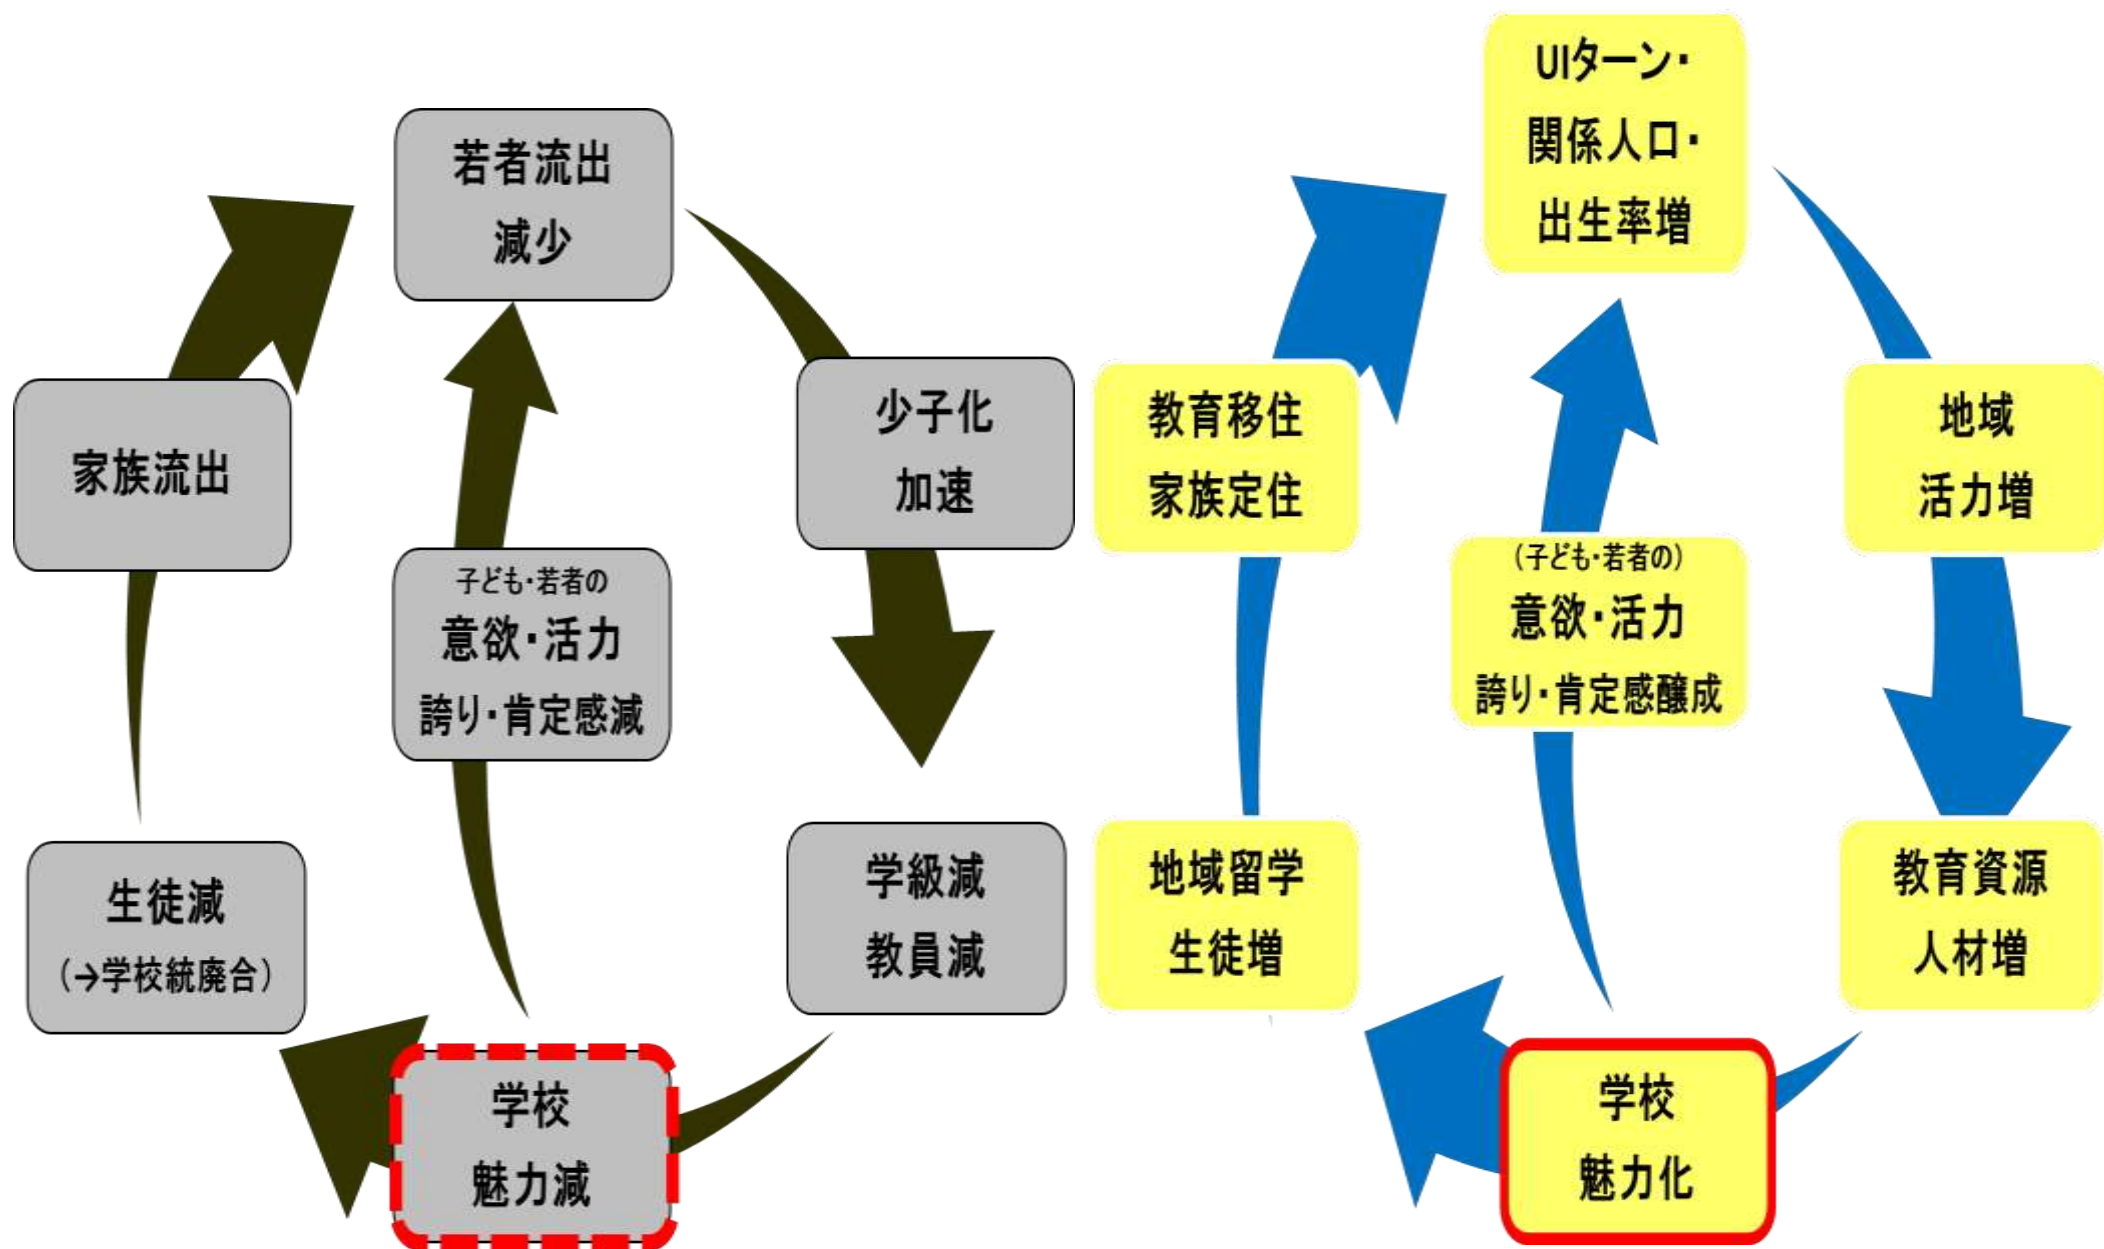 若者流出
減少
少子化
加速
学級減
教員減
学校
魅力減
生徒減
(→学校統廃合)
家族流出
子ども・若者の
意欲・活力
誇り・肯定感減
UIターン・
関係人口・
出生率増
地域
活力増
教育資源
人材増
学校
魅力化
地域留学
生徒増
教育移住
家族定住
(子ども・若者の)
意欲・活力
誇り・肯定感醸成